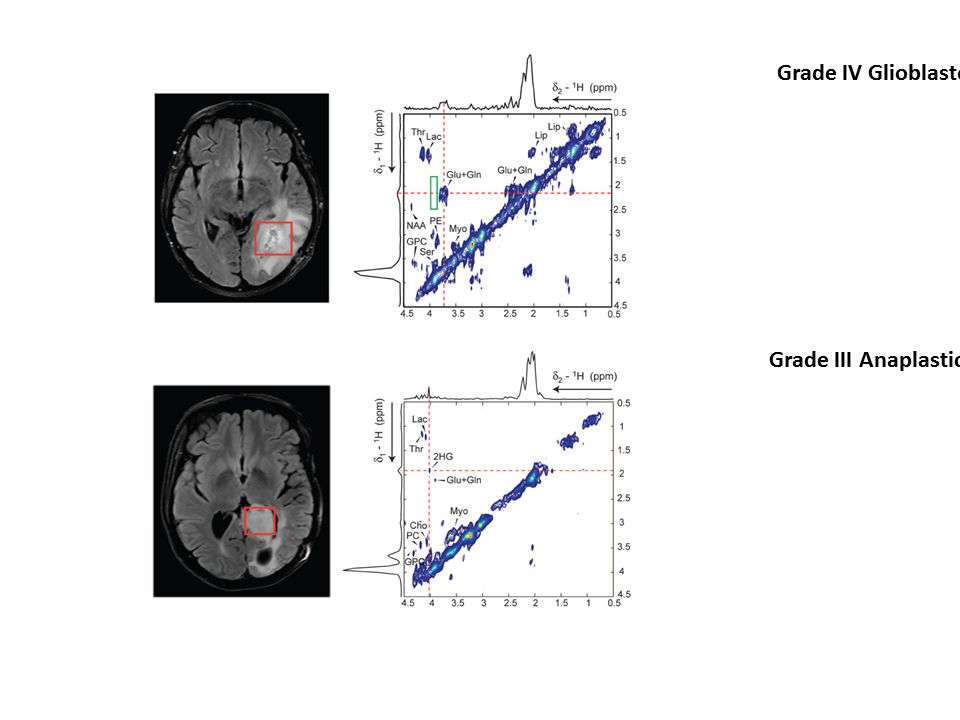 Grade IV Glioblast
δ2 - 1H (ppm)
δ1 - 1H (ppm)
0.5
1
1.5
2
2.5
3
3.5
4
4.5
Thr
Lac
Lip
Lip
Glu+Gln
Glu+Gln
NAA
PE
GPC
Myo
Ser
4.5 4 3.5 3 2.5 2 1.5 1 0.5
Grade III Anaplastic
δ2 - 1H (ppm)
δ1 - 1H (ppm)
0.5
1
1.5
2
2.5
3
3.5
4
4.5
Lac
Thr
2HG
Glu+Gln
Myo
Cho
PC
GPC
4.5 4 3.5 3 2.5 2 1.5 1 0.5